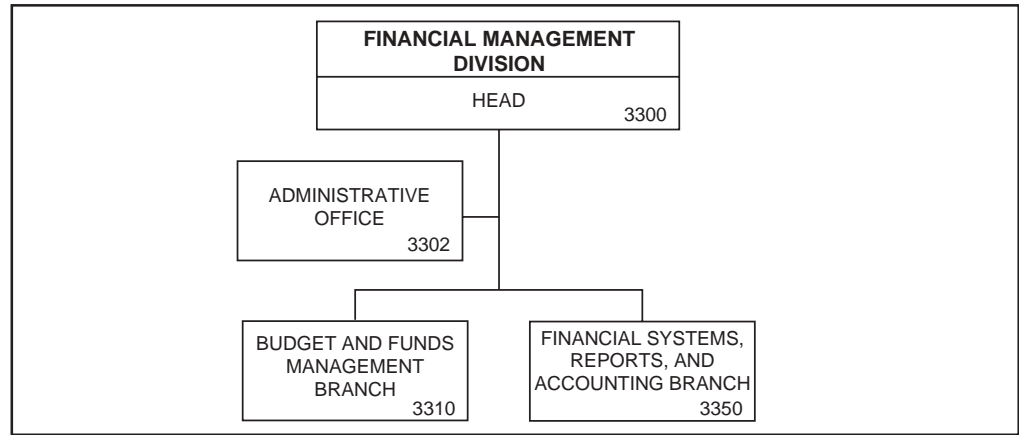 FINANCIAL MANAGEMENT
DIVISION
HEAD
3300
ADMINISTRATIVE
OFFICE
3302
BUDGET AND FUNDS
MANAGEMENT
BRANCH
3310
FINANCIAL SYSTEMS,
REPORTS, AND
ACCOUNTING BRANCH
3350